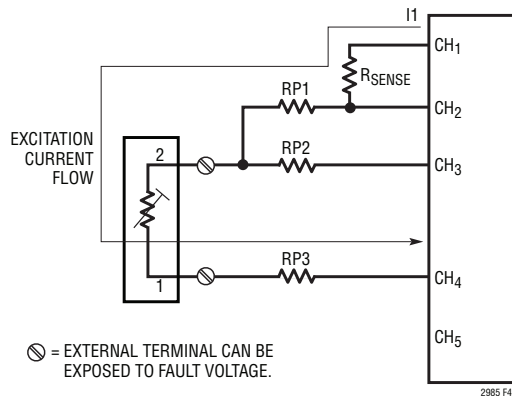 I1
CH1
RSENSE
RP1
CH2
EXCITATION
CURRENT
FLOW
2
RP2
CH3
1
RP3
CH4
= EXTERNAL TERMINAL CAN BE
EXPOSED TO FAULT VOLTAGE.
CH5
2985 F4